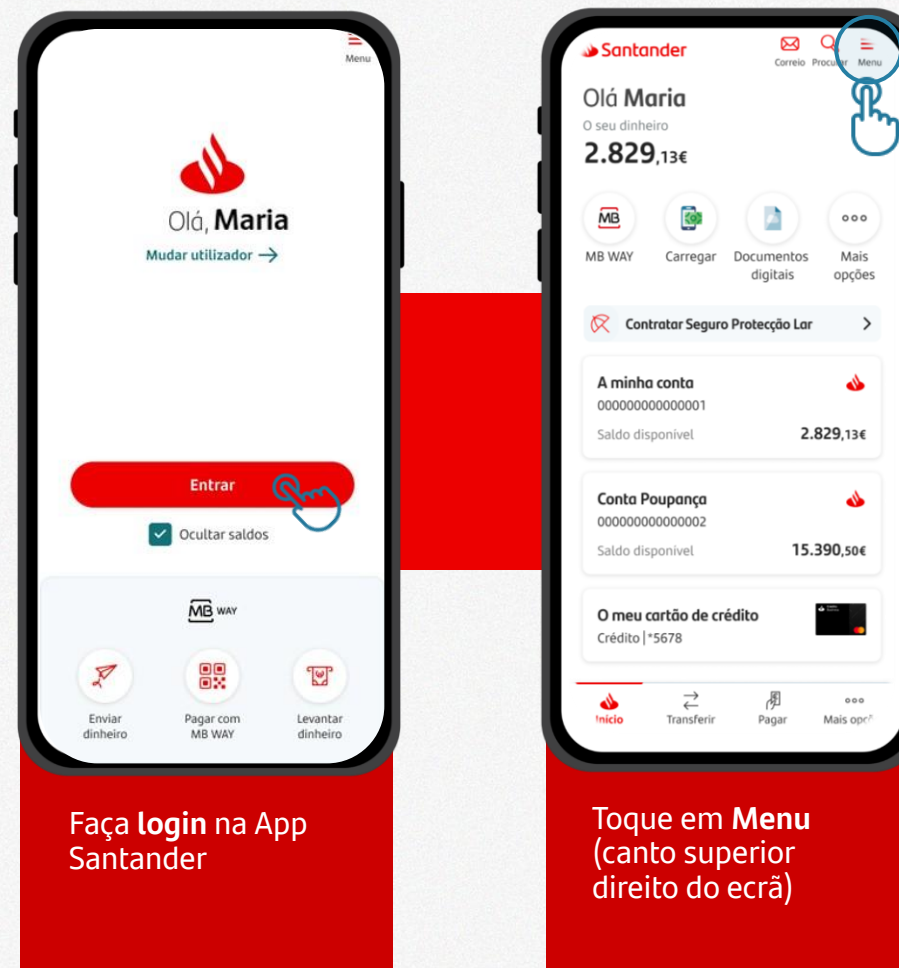 Menu
Olá, Maria
Mudar utilizador →
Entrar
Ocultar saldos
MB WAY
Enviar
dinheiro
Pagar com
MB WAY
Levantar
dinheiro
Faça login na App
Santander
Santander
Correio Procurar Menu
Olá Maria
O seu dinheiro
2.829,13€
MB
MB WAY
Carregar
Documentos
digitais
Mais
opções
Contratar Seguro Protecção Lar
A minha conta
000000000000001
Saldo disponível 2.829,13€
Conta Poupança
000000000000002
Saldo disponível 15.390,50€
O meu cartão de crédito
Crédito | *5678
Início
Transferir
Pagar
Mais
Toque em Menu
(canto superior
direito do ecrã)